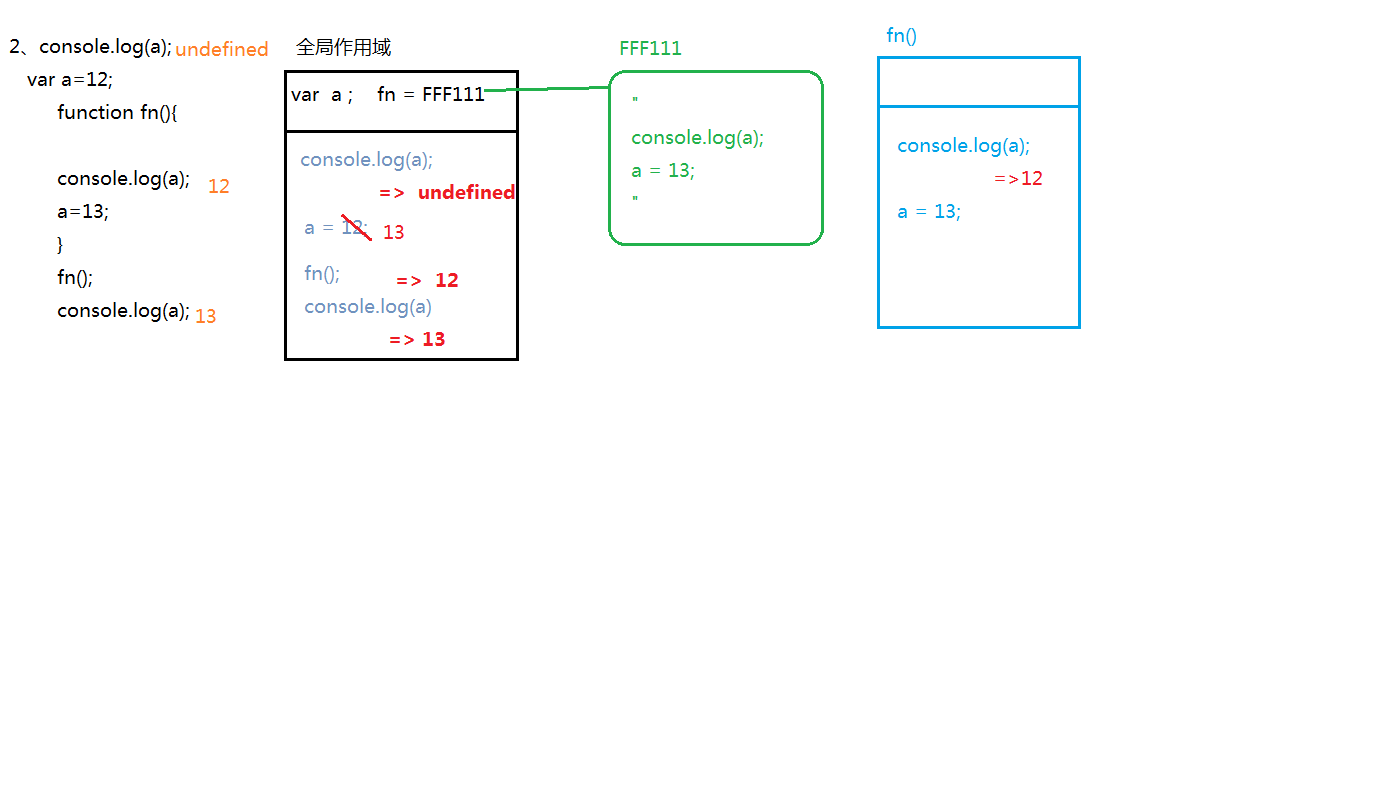 2、console.log(a); undefined
var a=12;
function fn(){
console.log(a); 12
a=13;
}
fn();
console.log(a); 13
全局作用域
var a ; fn = FFF111
console.log(a);
=> undefined
a = 12; 13
fn(); => 12
console.log(a)
=> 13
FFF111
"
console.log(a);
a = 13;
"
fn()
console.log(a);
=>12
a = 13;